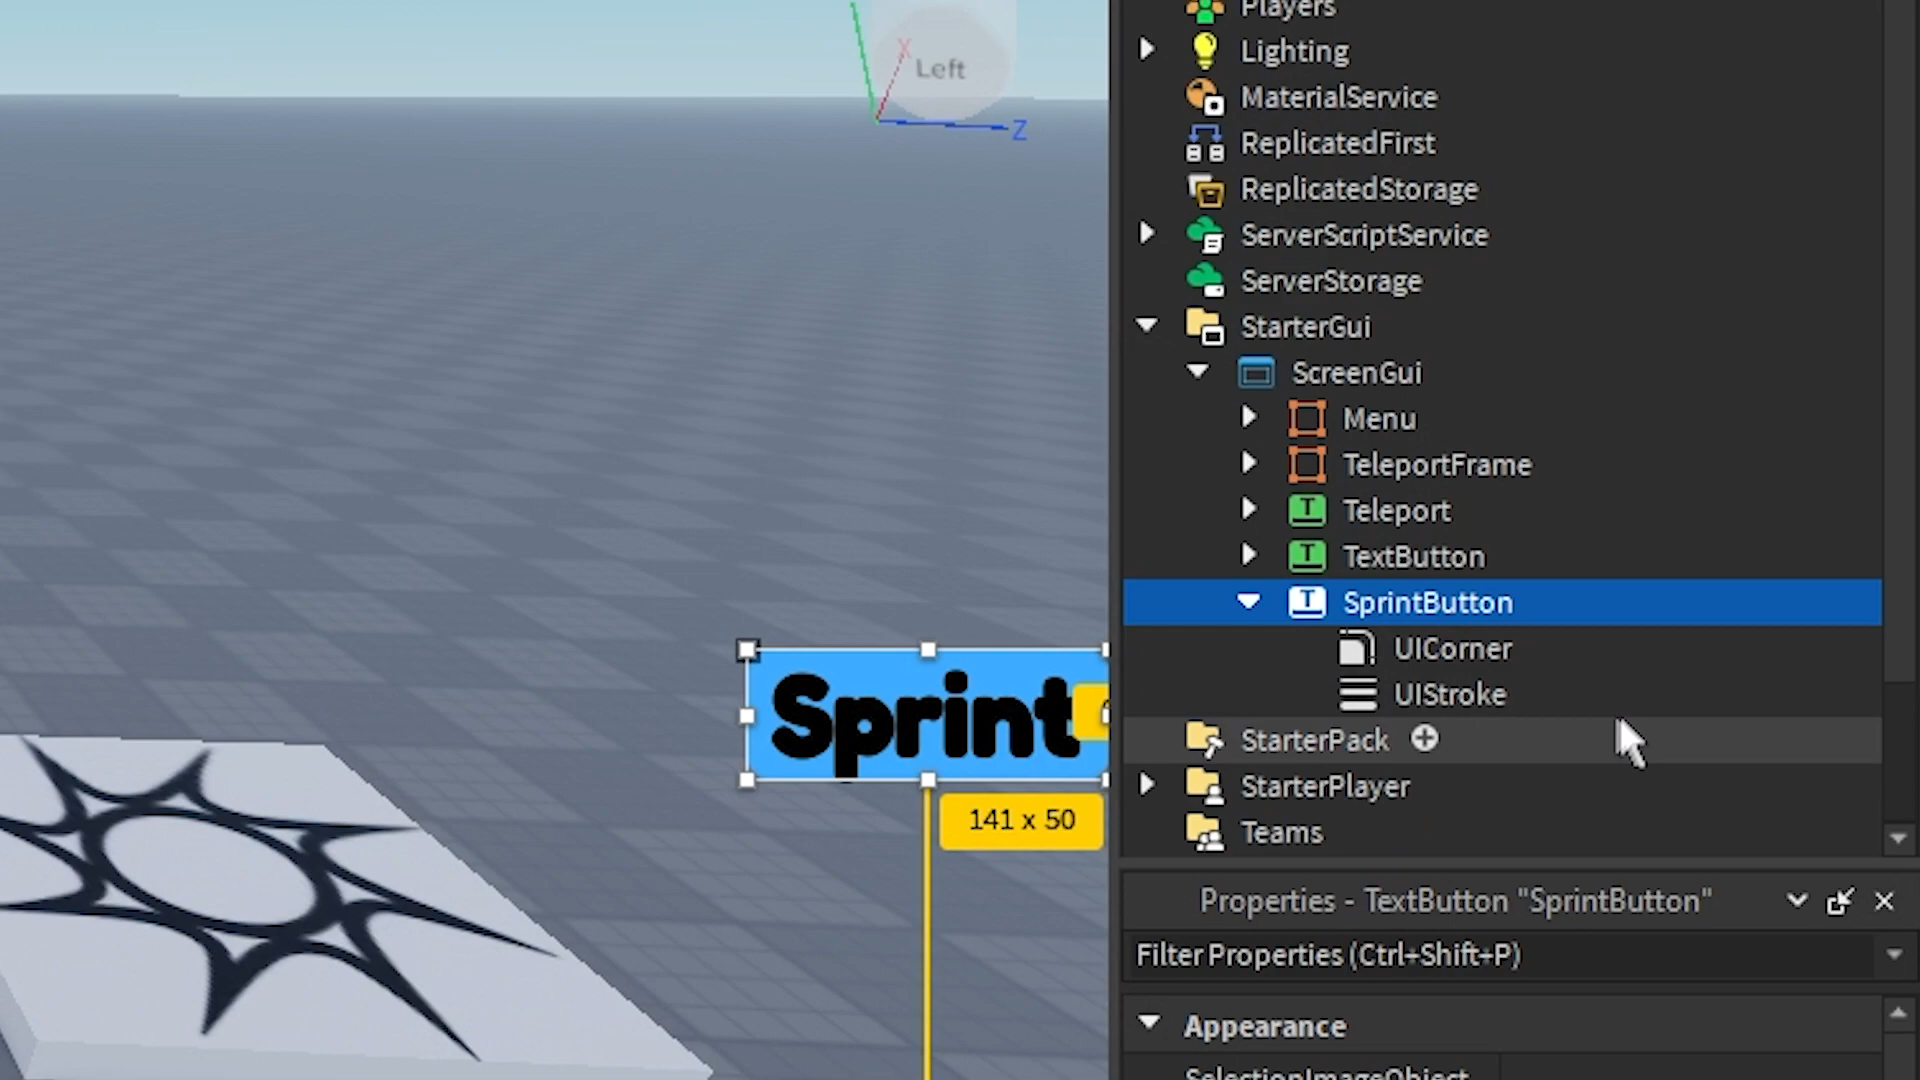 X
Left
Z
Players
Lighting
MaterialService
ReplicatedFirst
ReplicatedStorage
ServerScriptService
ServerStorage
StarterGui
ScreenGui
Menu
TeleportFrame
Teleport
TextButton
SprintButton
UICorner
UIStroke
StarterPack
StarterPlayer
Teams
Sprint
141 x 50
Properties - TextButton "SprintButton"
Filter Properties (Ctrl+Shift+P)
Appearance
SelectionImageObject